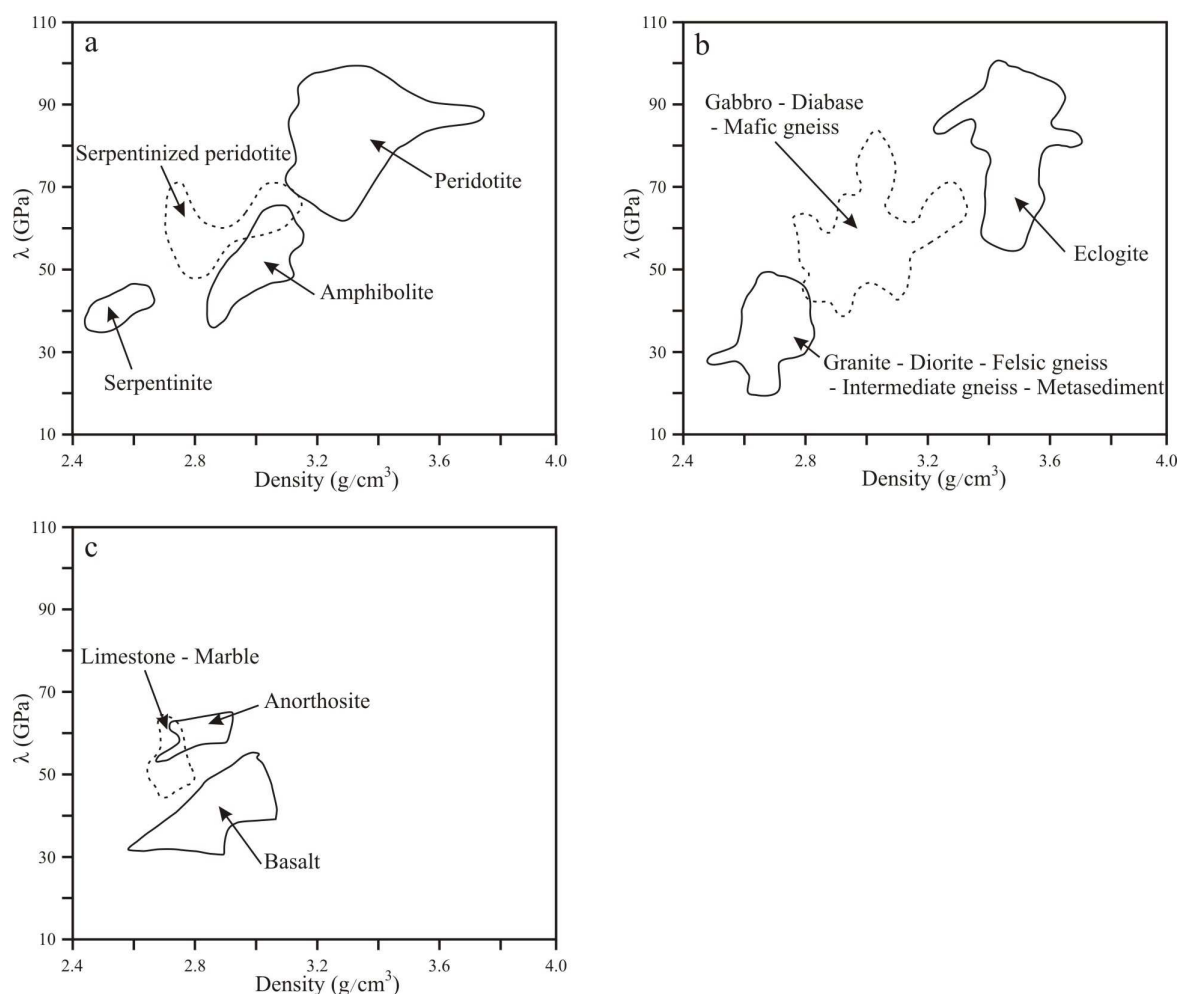 a
110
90
70
50
30
10
λ (GPa)
Serpentinized peridotite
Peridotite
Amphibolite
Serpentinite
2.4 2.8 3.2 3.6 4.0
Density (g/cm³)
b
110
90
70
50
30
10
λ (GPa)
Gabbro - Diabase
- Mafic gneiss
Eclogite
Granite - Diorite - Felsic gneiss
- Intermediate gneiss - Metasediment
2.4 2.8 3.2 3.6 4.0
Density (g/cm³)
c
110
90
70
50
30
10
λ (GPa)
Limestone - Marble
Anorthosite
Basalt
2.4 2.8 3.2 3.6 4.0
Density (g/cm³)